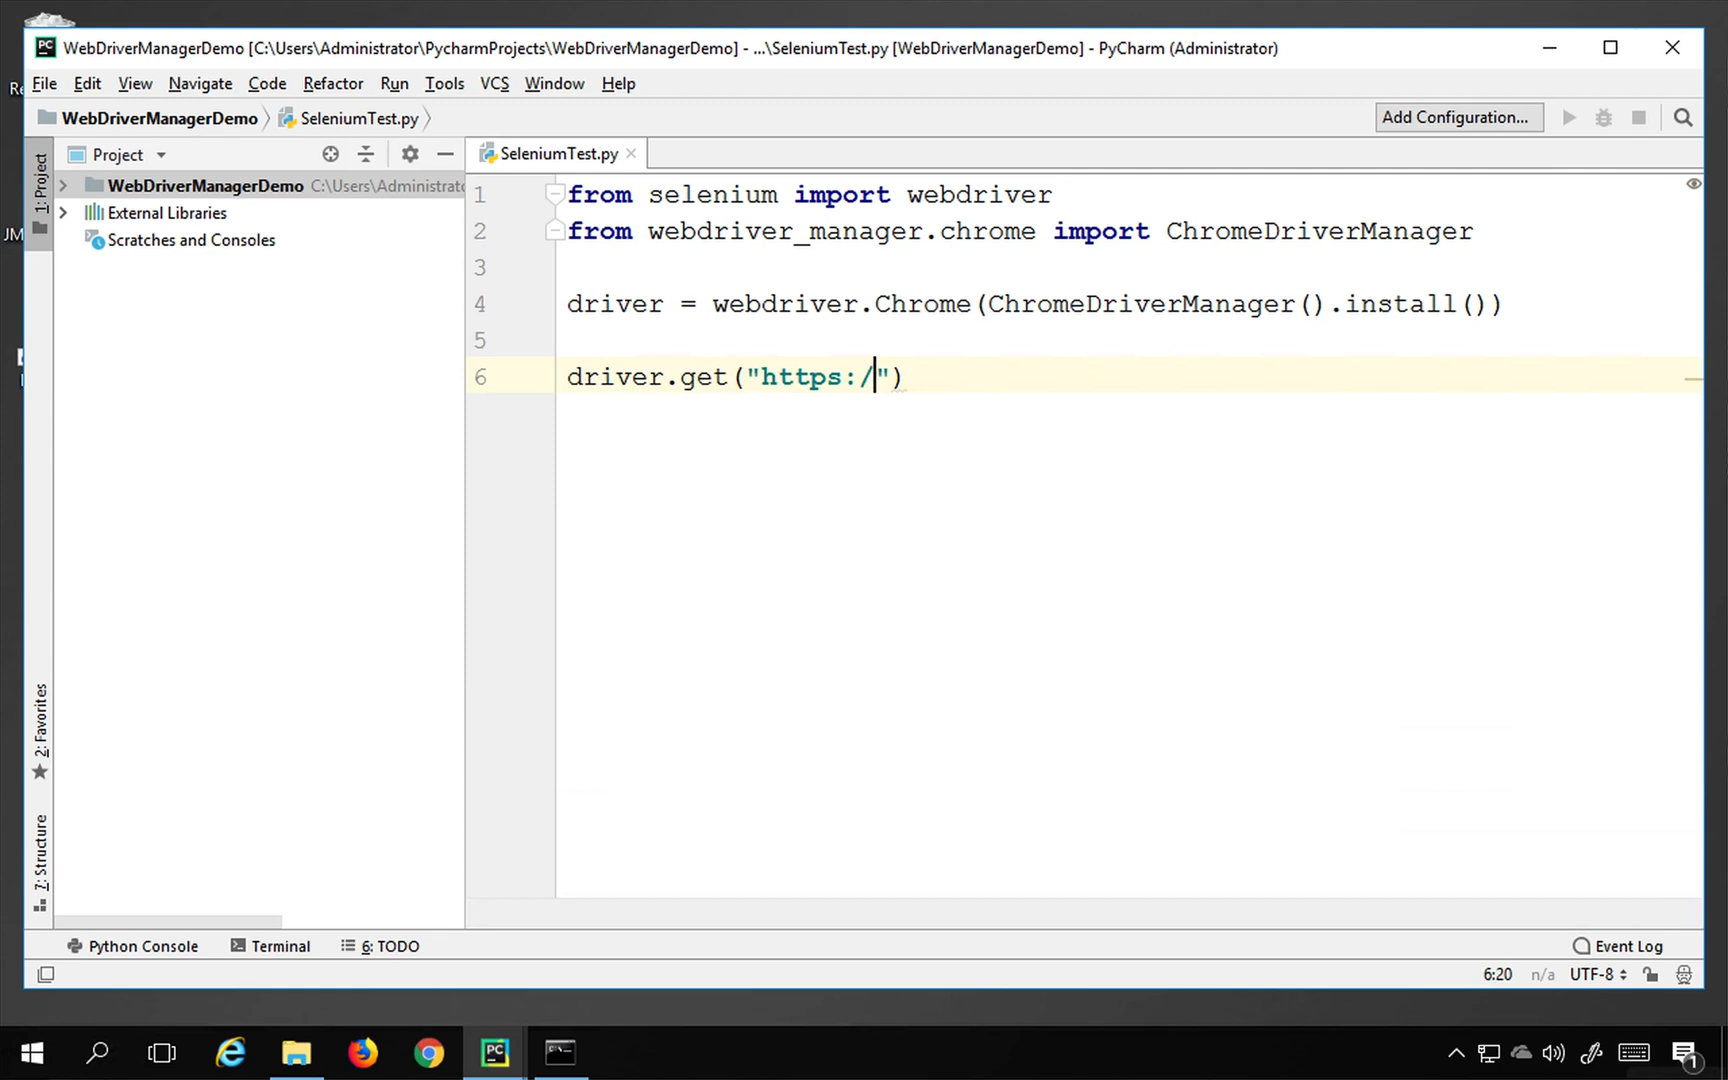 WebDriverManagerDemo [C:\Users\Administrator\PycharmProjects\WebDriverManagerDemo] - ...\SeleniumTest.py [WebDriverManagerDemo] - PyCharm (Administrator)
File Edit View Navigate Code Refactor Run Tools VCS Window Help
WebDriverManagerDemo SeleniumTest.py Add Configuration...
1: Project
Project
SeleniumTest.py
WebDriverManagerDemo C:\Users\Administrato
External Libraries
Scratches and Consoles
1 from selenium import webdriver
2 from webdriver_manager.chrome import ChromeDriverManager
3
4 driver = webdriver.Chrome(ChromeDriverManager().install())
5
6 driver.get("https:/")
2: Favorites
7: Structure
Python Console Terminal 6: TODO Event Log
6:20 n/a UTF-8
PC
1